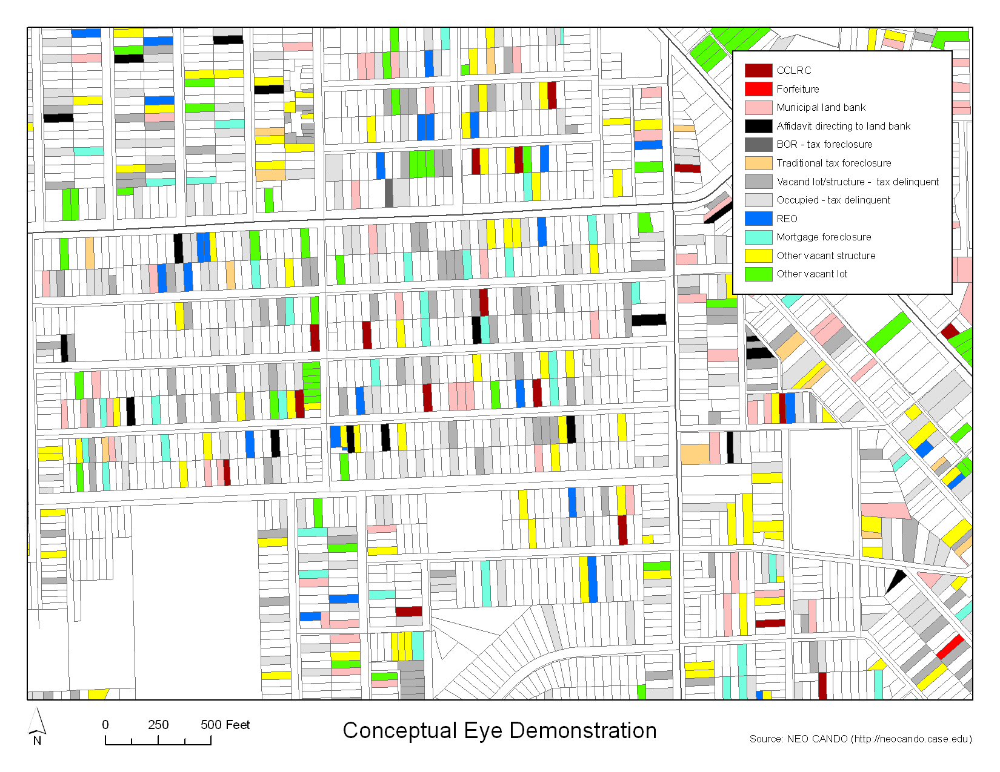 CCLRC
Forfeiture
Municipal land bank
Affidavit directing to land bank
BOR - tax foreclosure
Traditional tax foreclosure
Vacand lot/structure - tax delinquent
Occupied - tax delinquent
REO
Mortgage foreclosure
Other vacant structure
Other vacant lot
0 250 500 Feet
N
Conceptual Eye Demonstration
Source: NEO CANDO (http://neocando.case.edu)